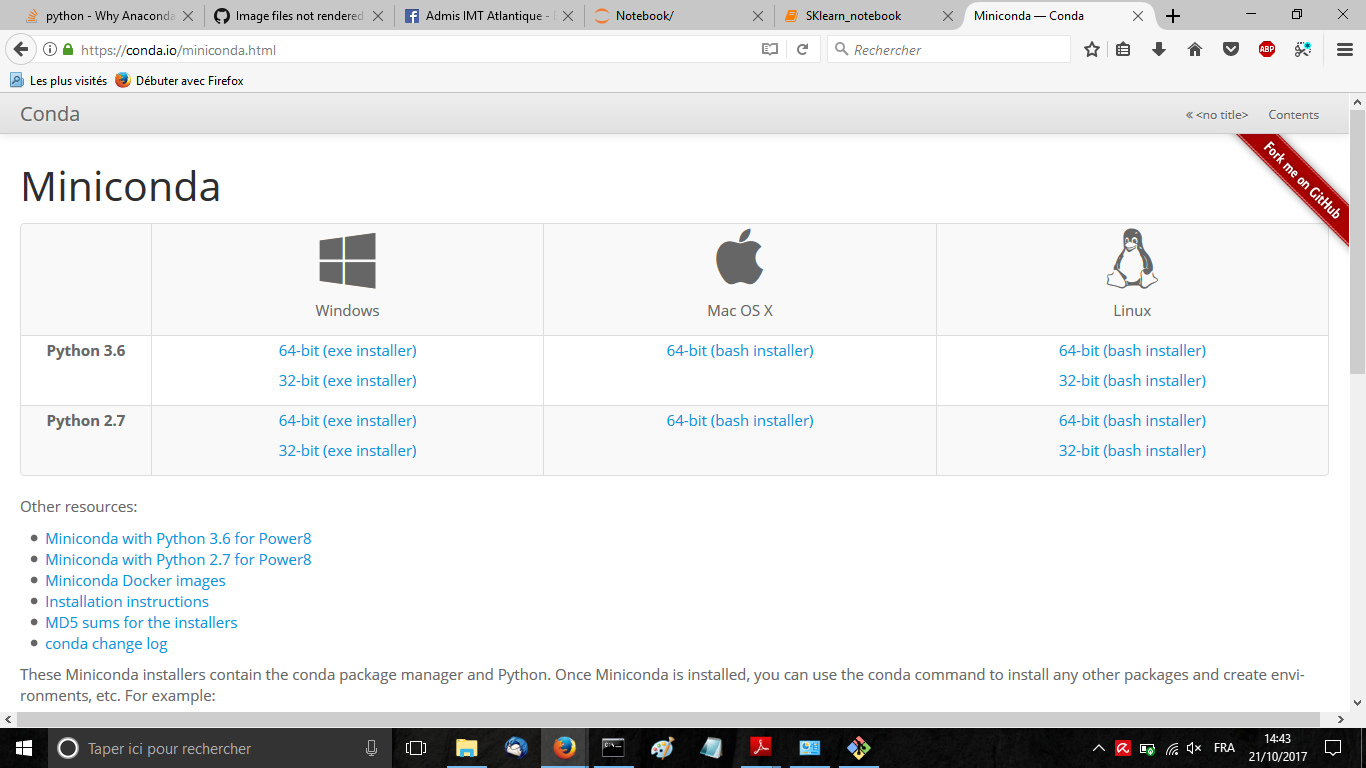 python - Why Anaconda
Image files not rendered
Admis IMT Atlantique -
Notebook/
SKlearn_notebook
Miniconda — Conda
https://conda.io/miniconda.html
Rechercher
ABP
Les plus visités
Débuter avec Firefox
Conda
« <no title>
Contents
Fork me on GitHub
Miniconda
Windows
Mac OS X
Linux
Python 3.6
64-bit (exe installer)
64-bit (bash installer)
64-bit (bash installer)
32-bit (exe installer)
32-bit (bash installer)
Python 2.7
64-bit (exe installer)
64-bit (bash installer)
64-bit (bash installer)
32-bit (exe installer)
32-bit (bash installer)
Other resources:
Miniconda with Python 3.6 for Power8
Miniconda with Python 2.7 for Power8
Miniconda Docker images
Installation instructions
MD5 sums for the installers
conda change log
These Miniconda installers contain the conda package manager and Python. Once Miniconda is installed, you can use the conda command to install any other packages and create envi-
ronments, etc. For example:
Taper ici pour rechercher
FRA
14:43
21/10/2017